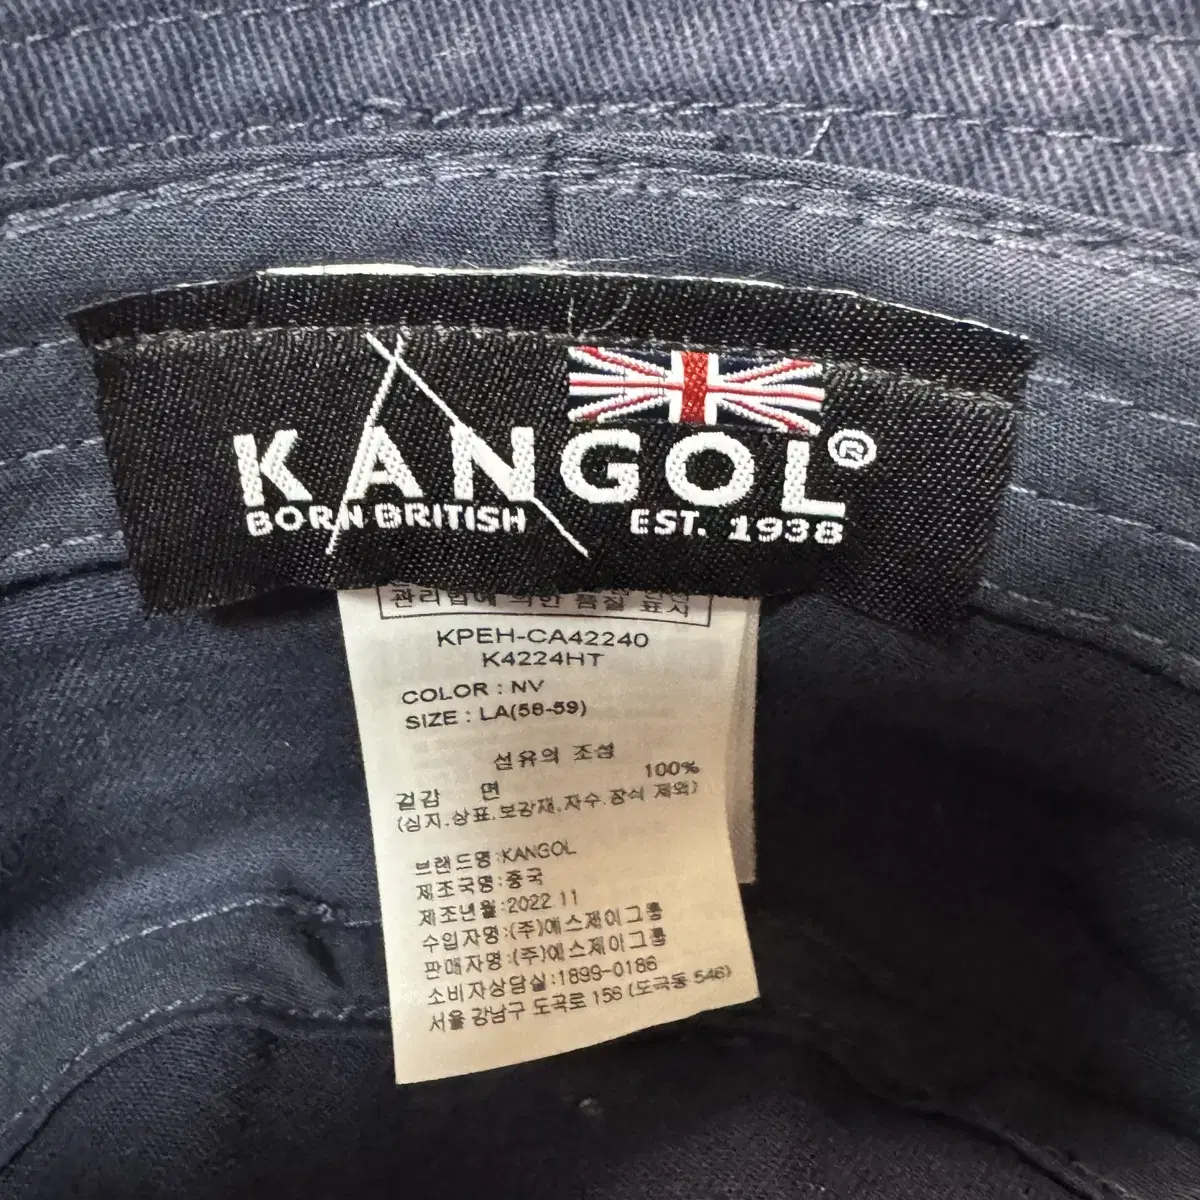 KANGOL®
BORN BRITISH EST. 1938
관리법에 의한 품질 표시
KPEH-CA42240
K4224HT
COLOR : NV
SIZE : LA(58-59)
섬유의 조성
겉감 면 100%
(심지.상표.보강재.자수.장식 제외)
브랜드명:KANGOL
제조국명:중국
제조년월:2022.11
수입자명:(주)에스제이그룹
판매자명:(주)에스제이그룹
소비자상담실:1899-0186
서울 강남구 도곡로 156 (도곡동 546)